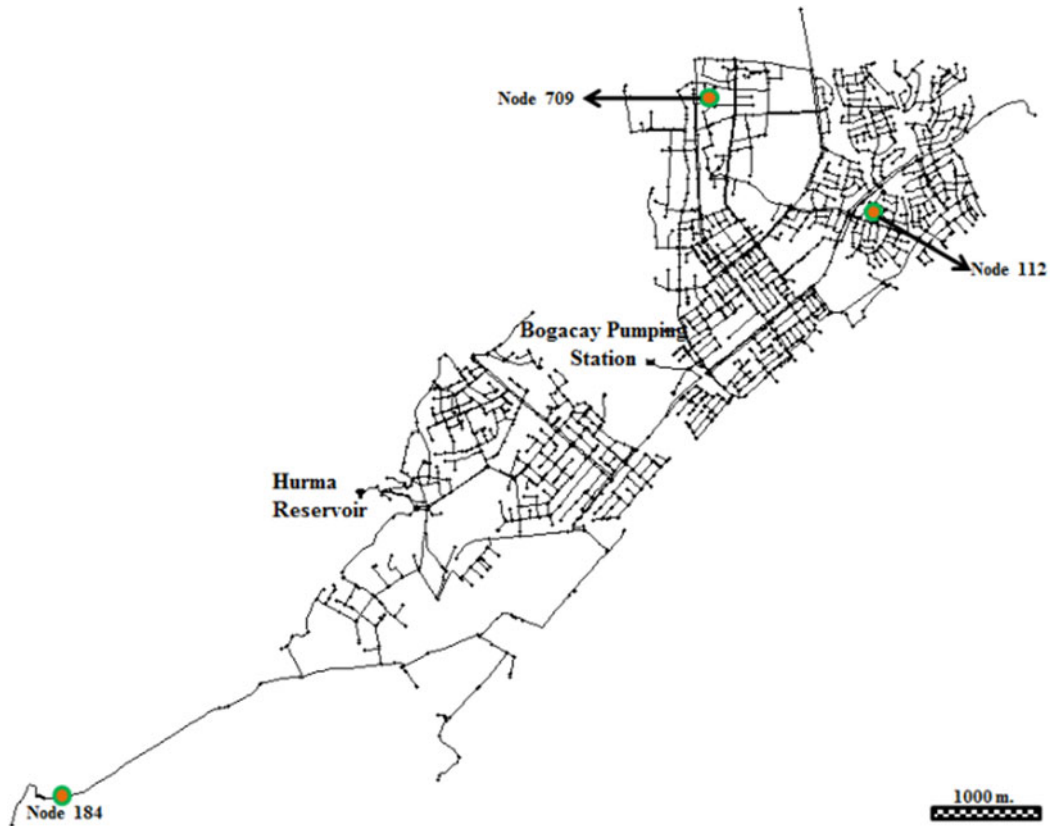 Node 709
Node 112
Bogacay Pumping
Station
Hurma
Reservoir
1000 m.
Node 184